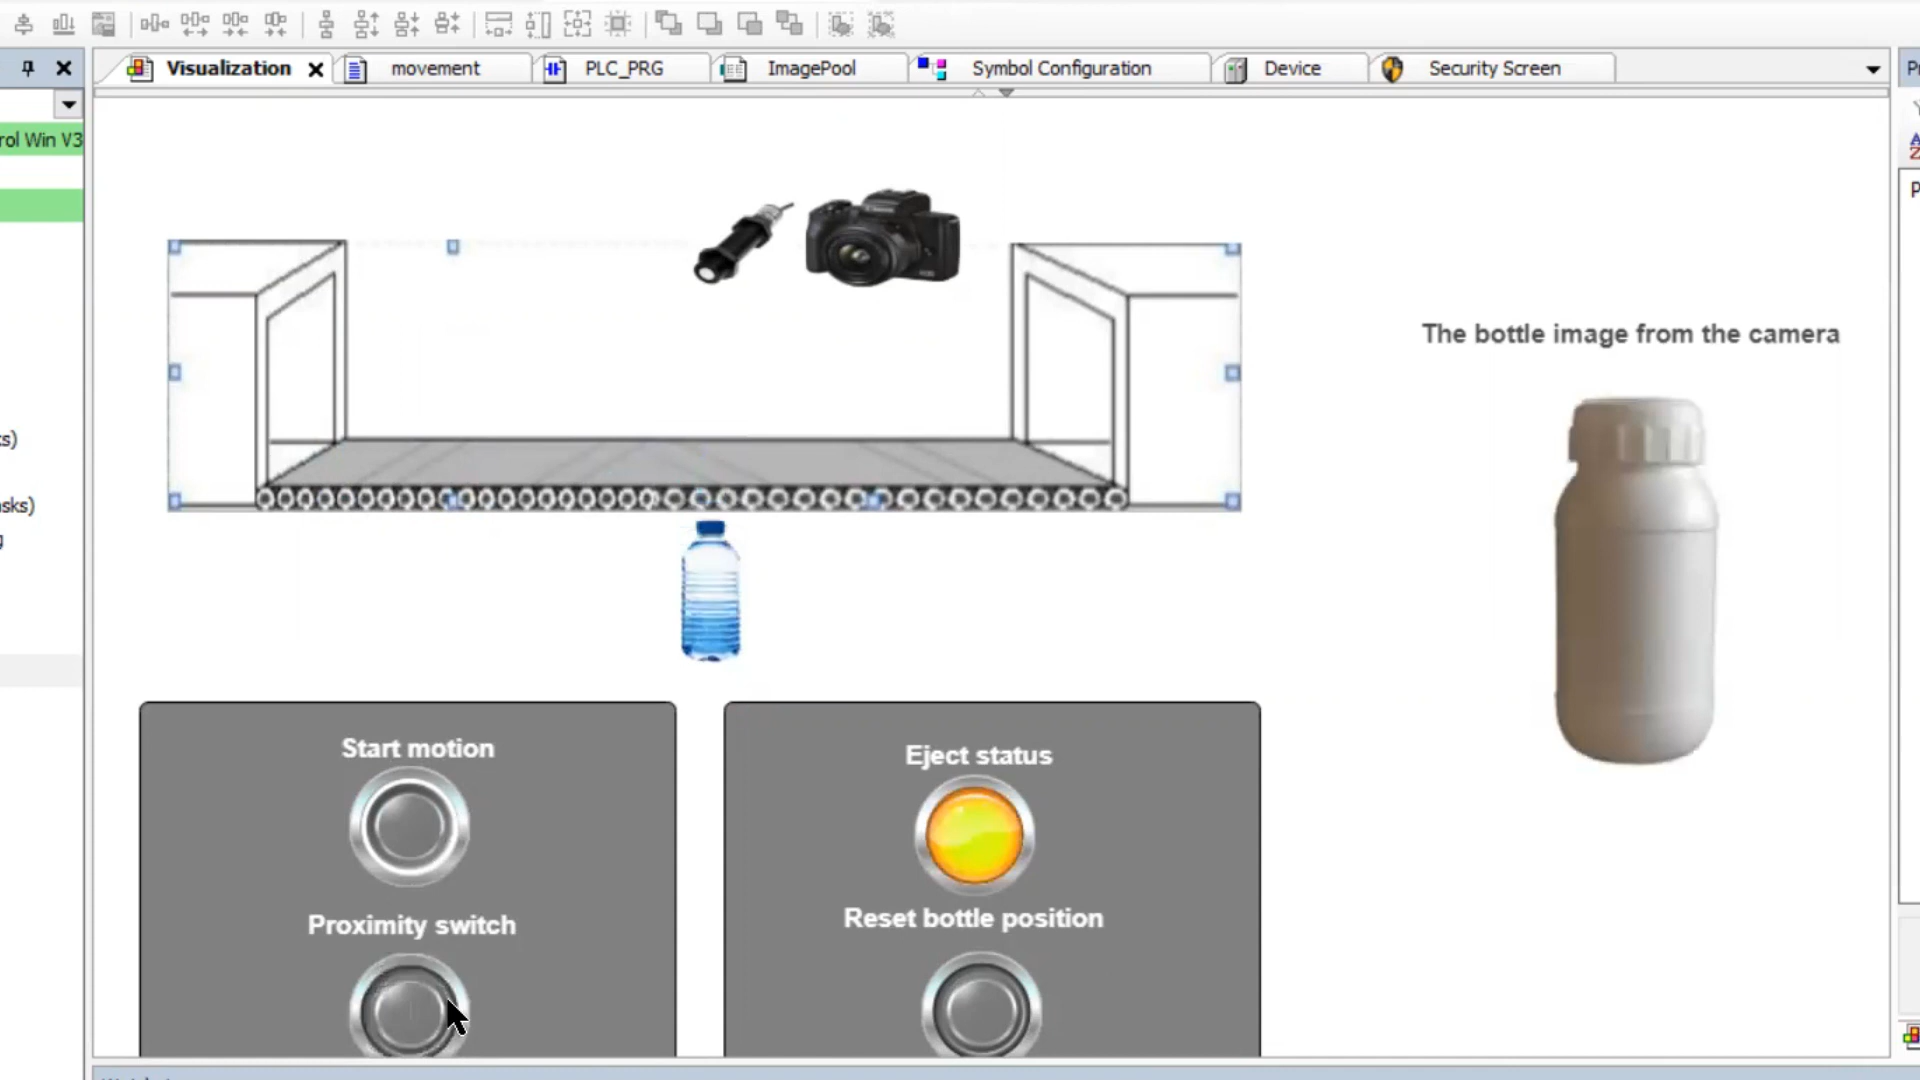 Visualization
movement
PLC_PRG
ImagePool
Symbol Configuration
Device
Security Screen
rol Win V3
The bottle image from the camera
Start motion
Eject status
Proximity switch
Reset bottle position